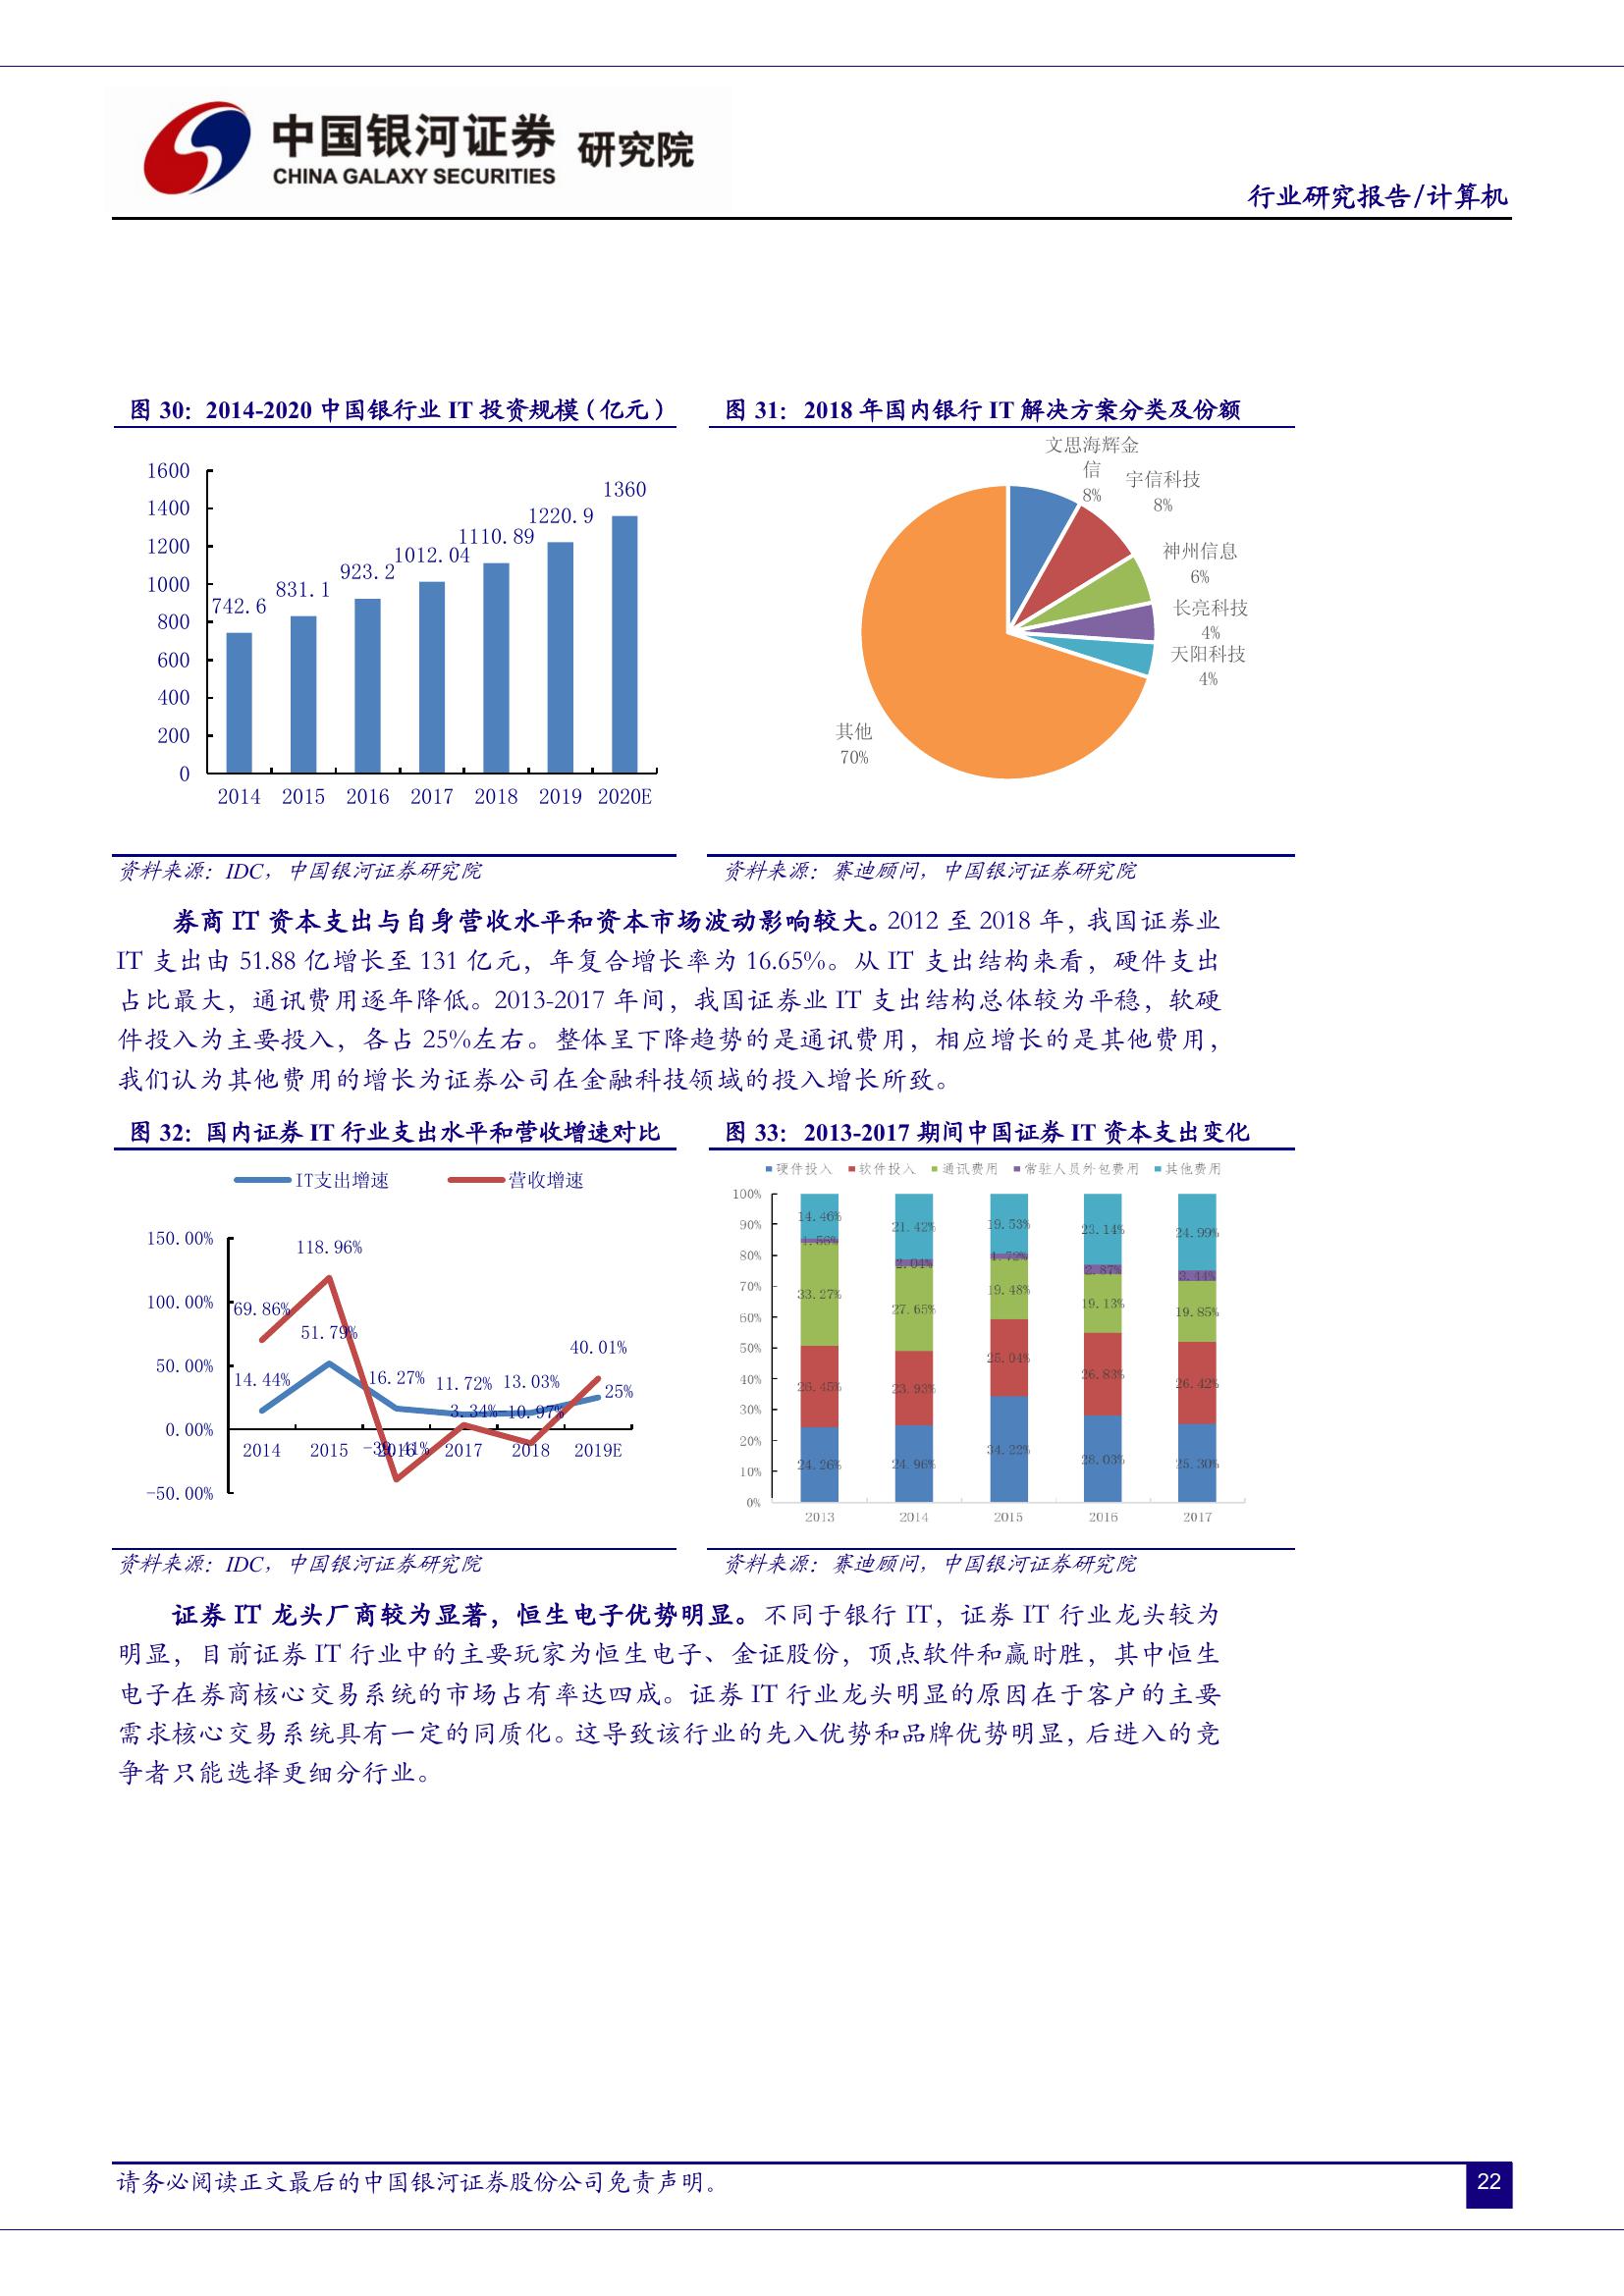 中国银河证券 研究院
CHINA GALAXY SECURITIES
行业研究报告/计算机
图 30：2014-2020 中国银行业 IT 投资规模（亿元）
1600
1400
1200
1000
800
600
400
200
0
742.6
831.1
923.2
1012.04
1110.89
1220.9
1360
2014 2015 2016 2017 2018 2019 2020E
资料来源：IDC，中国银河证券研究院
图 31：2018 年国内银行 IT 解决方案分类及份额
文思海辉金
信
8%
宇信科技
8%
神州信息
6%
长亮科技
4%
天阳科技
4%
其他
70%
资料来源：赛迪顾问，中国银河证券研究院
券商 IT 资本支出与自身营收水平和资本市场波动影响较大。2012 至 2018 年，我国证券业
IT 支出由 51.88 亿增长至 131 亿元，年复合增长率为 16.65%。从 IT 支出结构来看，硬件支出
占比最大，通讯费用逐年降低。2013-2017 年间，我国证券业 IT 支出结构总体较为平稳，软硬
件投入为主要投入，各占 25%左右。整体呈下降趋势的是通讯费用，相应增长的是其他费用，
我们认为其他费用的增长为证券公司在金融科技领域的投入增长所致。
图 32：国内证券 IT 行业支出水平和营收增速对比
IT支出增速 营收增速
150.00%
100.00%
50.00%
0.00%
-50.00%
118.96%
69.86%
51.79%
14.44%
16.27%
11.72%
13.03%
40.01%
25%
3.34%
-10.97%
-39.41%
2014 2015 2016 2017 2018 2019E
资料来源：IDC，中国银河证券研究院
图 33：2013-2017 期间中国证券 IT 资本支出变化
硬件投入 软件投入 通讯费用 常驻人员外包费用 其他费用
100%
90%
80%
70%
60%
50%
40%
30%
20%
10%
0%
14.46% 21.42% 19.53% 23.14% 24.99%
1.56% 2.04% 1.72% 2.87% 3.44%
33.27% 27.65% 19.48% 19.13% 19.85%
26.45% 23.93% 25.04% 26.83% 26.42%
24.26% 24.96% 34.22% 28.03% 25.30%
2013 2014 2015 2016 2017
资料来源：赛迪顾问，中国银河证券研究院
证券 IT 龙头厂商较为显著，恒生电子优势明显。不同于银行 IT，证券 IT 行业龙头较为
明显，目前证券 IT 行业中的主要玩家为恒生电子、金证股份，顶点软件和赢时胜，其中恒生
电子在券商核心交易系统的市场占有率达四成。证券 IT 行业龙头明显的原因在于客户的主要
需求核心交易系统具有一定的同质化。这导致该行业的先入优势和品牌优势明显，后进入的竞
争者只能选择更细分行业。
请务必阅读正文最后的中国银河证券股份公司免责声明。
22